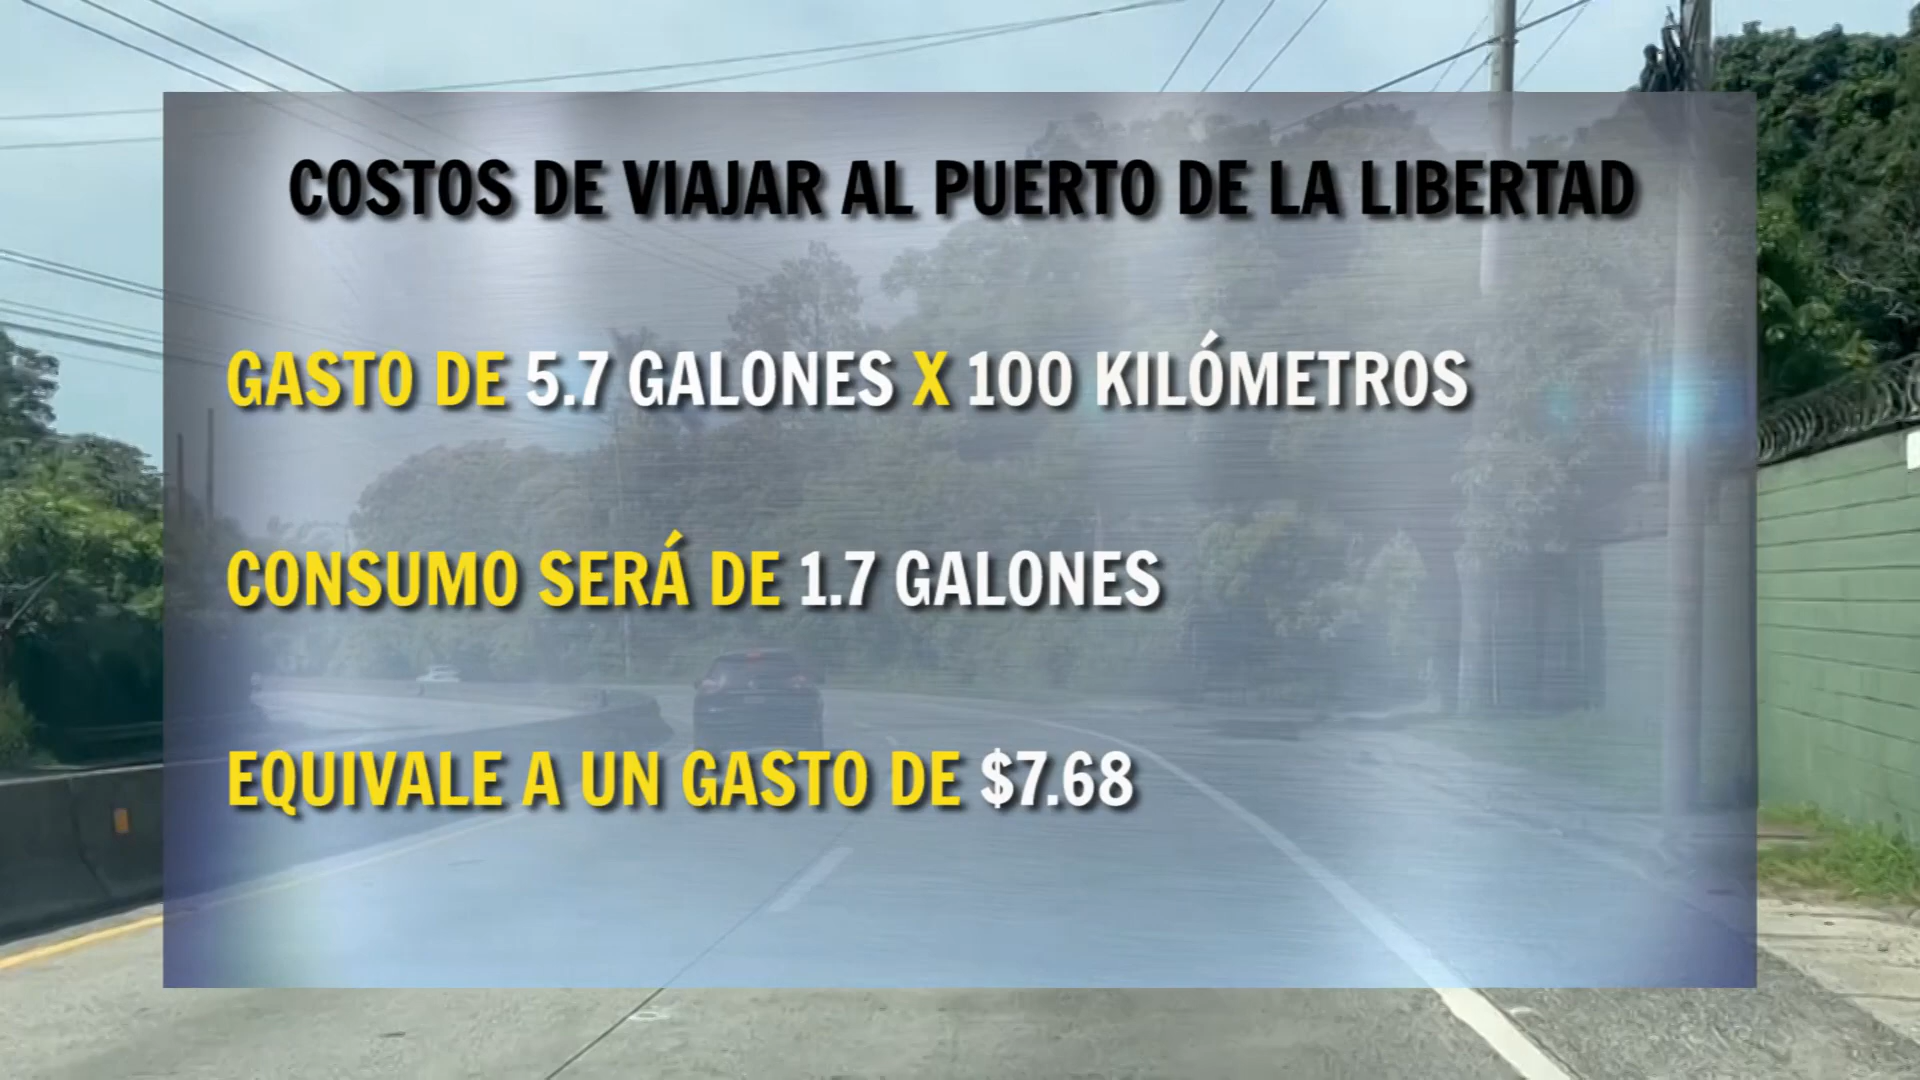 COSTOS DE VIAJAR AL PUERTO DE LA LIBERTAD
GASTO DE 5.7 GALONES X 100 KILÓMETROS
CONSUMO SERÁ DE 1.7 GALONES
EQUIVALE A UN GASTO DE $7.68